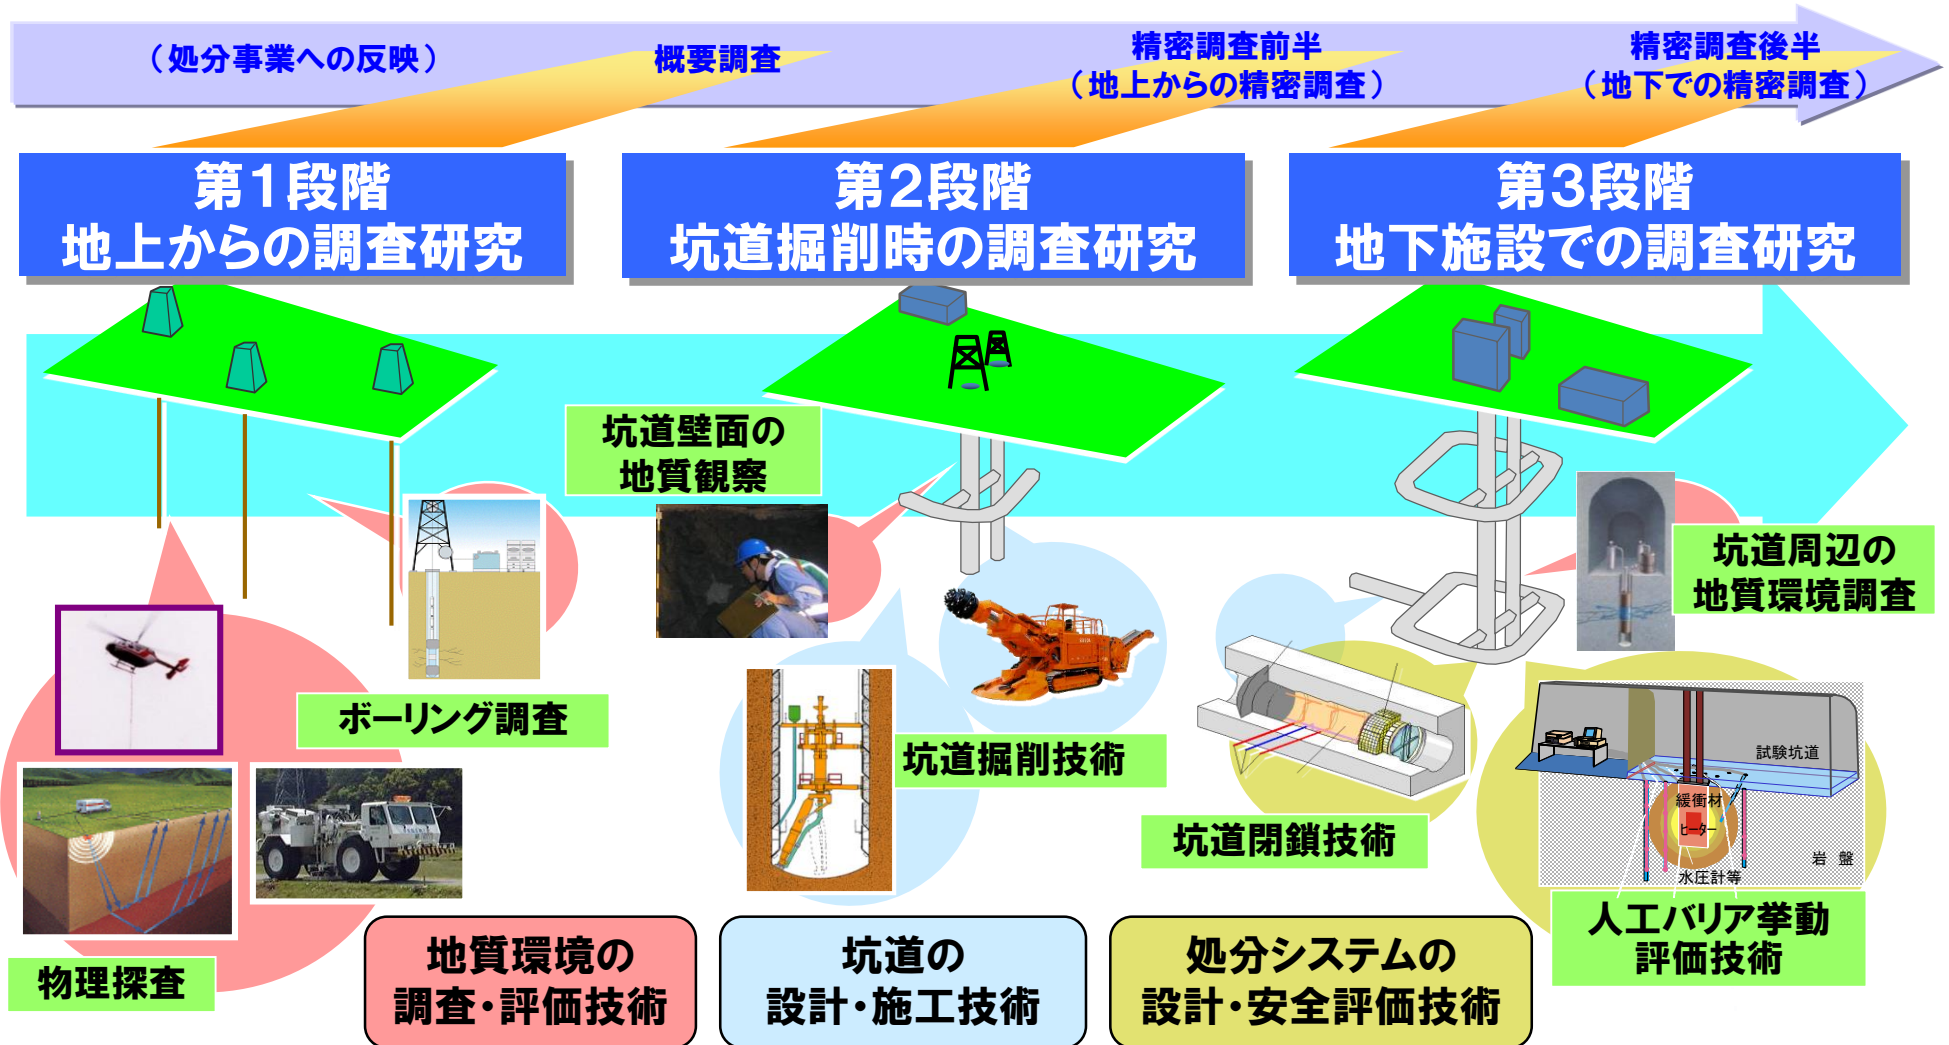 （処分事業への反映）
概要調査
精密調査前半
（地上からの精密調査）
精密調査後半
（地下での精密調査）
第１段階
地上からの調査研究
第２段階
坑道掘削時の調査研究
第３段階
地下施設での調査研究
坑道壁面の
地質観察
坑道周辺の
地質環境調査
ボーリング調査
坑道掘削技術
試験坑道
緩衝材
ヒーター
岩　盤
水圧計等
坑道閉鎖技術
人工バリア挙動
評価技術
物理探査
地質環境の
調査・評価技術
坑道の
設計・施工技術
処分システムの
設計・安全評価技術